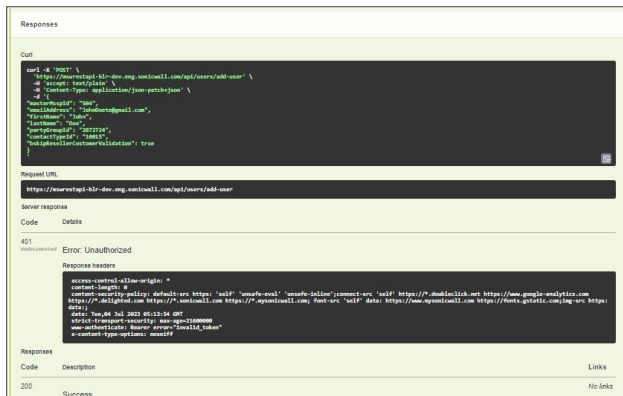 Responses
Curl
curl -X 'POST' \
'https://mswrestapi-blr-dev.eng.sonicwall.com/api/users/add-user' \
-H 'accept: text/plain' \
-H 'Content-Type: application/json-patch+json' \
-d '{
"masterMsspId": "504",
"emailAddress": "JohnDoete@gmail.com",
"firstName": "John",
"lastName": "Doe",
"partyGroupId": "2872724",
"contactTypeId": "10015",
"bskipResellerCustomerValidation": true
}
'
Request URL
https://mswrestapi-blr-dev.eng.sonicwall.com/api/users/add-user
Server response
Code Details
401
Undocumented Error: Unauthorized
Response headers
access-control-allow-origin: *
content-length: 0
content-security-policy: default-src https: 'self' 'unsafe-eval' 'unsafe-inline';connect-src 'self' https://*.doubleclick.net https://www.google-analytics.com
https://*.delighted.com https://*.sonicwall.com https://*.mysonicwall.com; font-src 'self' data: https://www.mysonicwall.com https://fonts.gstatic.com;img-src https:
data:;
date: Tue,04 Jul 2023 05:13:54 GMT
strict-transport-security: max-age=21600000
www-authenticate: Bearer error="invalid_token"
x-content-type-options: nosniff
Responses
Code Description Links
200 No links
Success